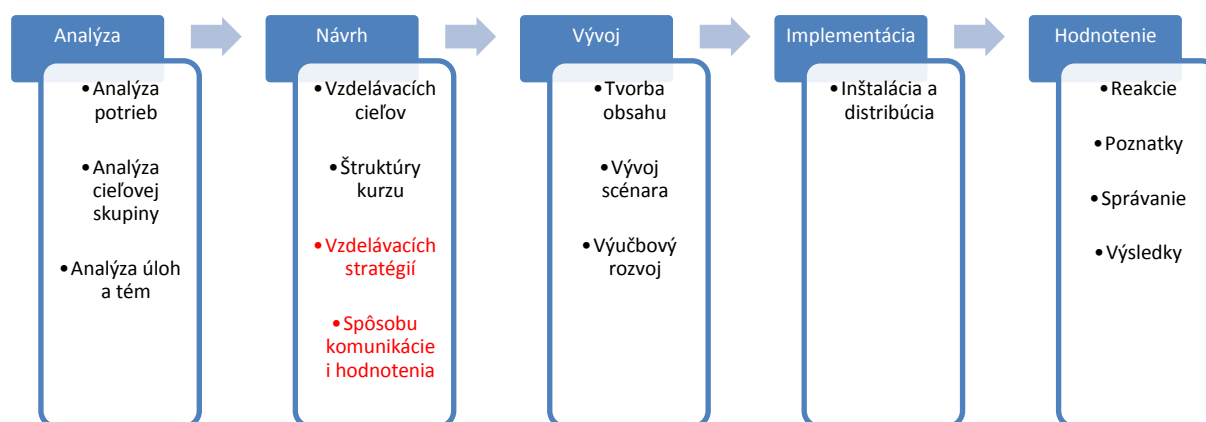 Analýza
•Analýza
potrieb
•Analýza
cieľovej
skupiny
•Analýza úloh
a tém
Návrh
•Vzdelávacích
cieľov
•Štruktúry
kurzu
•Vzdelávacích
stratégií
•Spôsobu
komunikácie
i hodnotenia
Vývoj
•Tvorba
obsahu
•Vývoj
scénara
•Výučbový
rozvoj
Implementácia
•Inštalácia a
distribúcia
Hodnotenie
•Reakcie
•Poznatky
•Správanie
•Výsledky